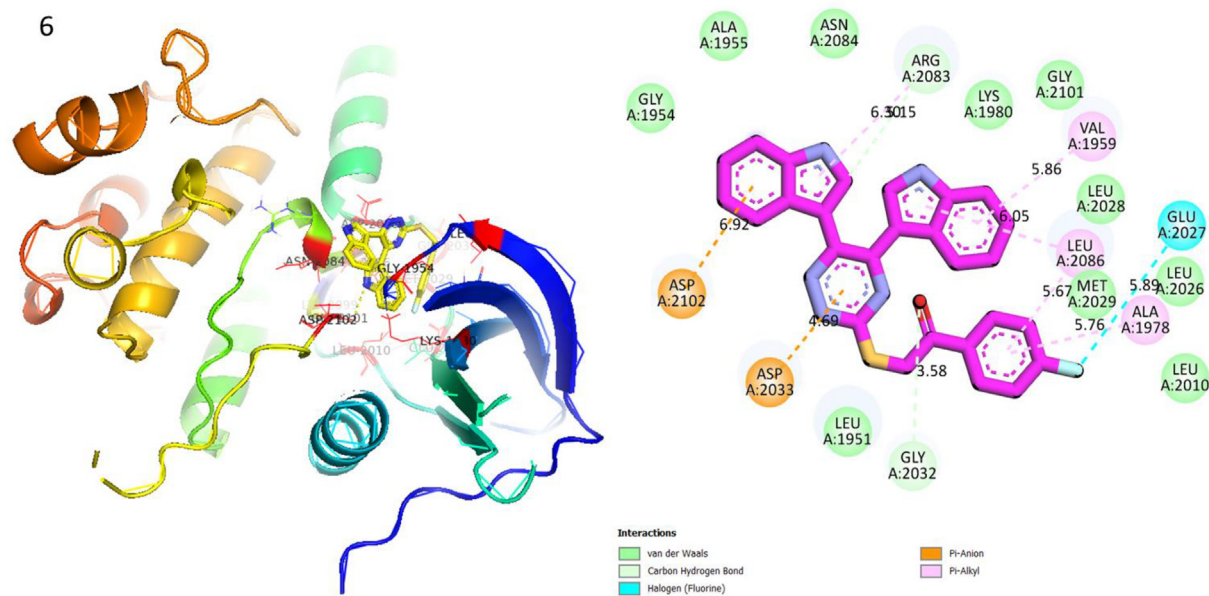 6
ASN 2084
GLY 1954
ASP 2102
LEU 2010
ALA
A:1955
ASN
A:2084
ARG
A:2083
GLY
A:1954
LYS
A:1980
GLY
A:2101
VAL
A:1959
6.30
5.86
LEU
A:2028
6.92
6.05
GLU
A:2027
ASP
A:2102
LEU
A:2086
5.67
MET
A:2029
5.89
LEU
A:2026
4.69
5.76
ALA
A:1978
ASP
A:2033
3.58
LEU
A:2010
LEU
A:1951
GLY
A:2032
Interactions
van der Waals
Carbon Hydrogen Bond
Halogen (Fluorine)
Pi-Anion
Pi-Alkyl